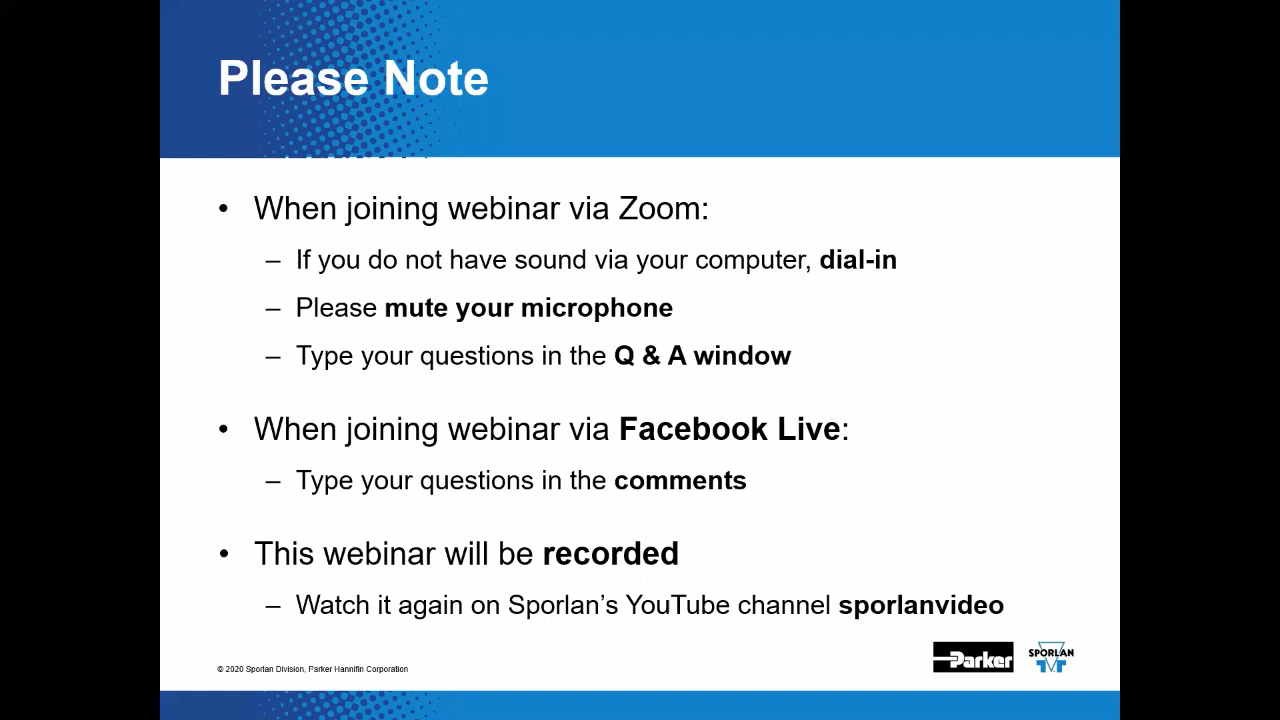 Please Note
• When joining webinar via Zoom:
– If you do not have sound via your computer, dial-in
– Please mute your microphone
– Type your questions in the Q & A window
• When joining webinar via Facebook Live:
– Type your questions in the comments
• This webinar will be recorded
– Watch it again on Sporlan’s YouTube channel sporlanvideo
© 2020 Sporlan Division, Parker Hannifin Corporation
Parker
SPORLAN